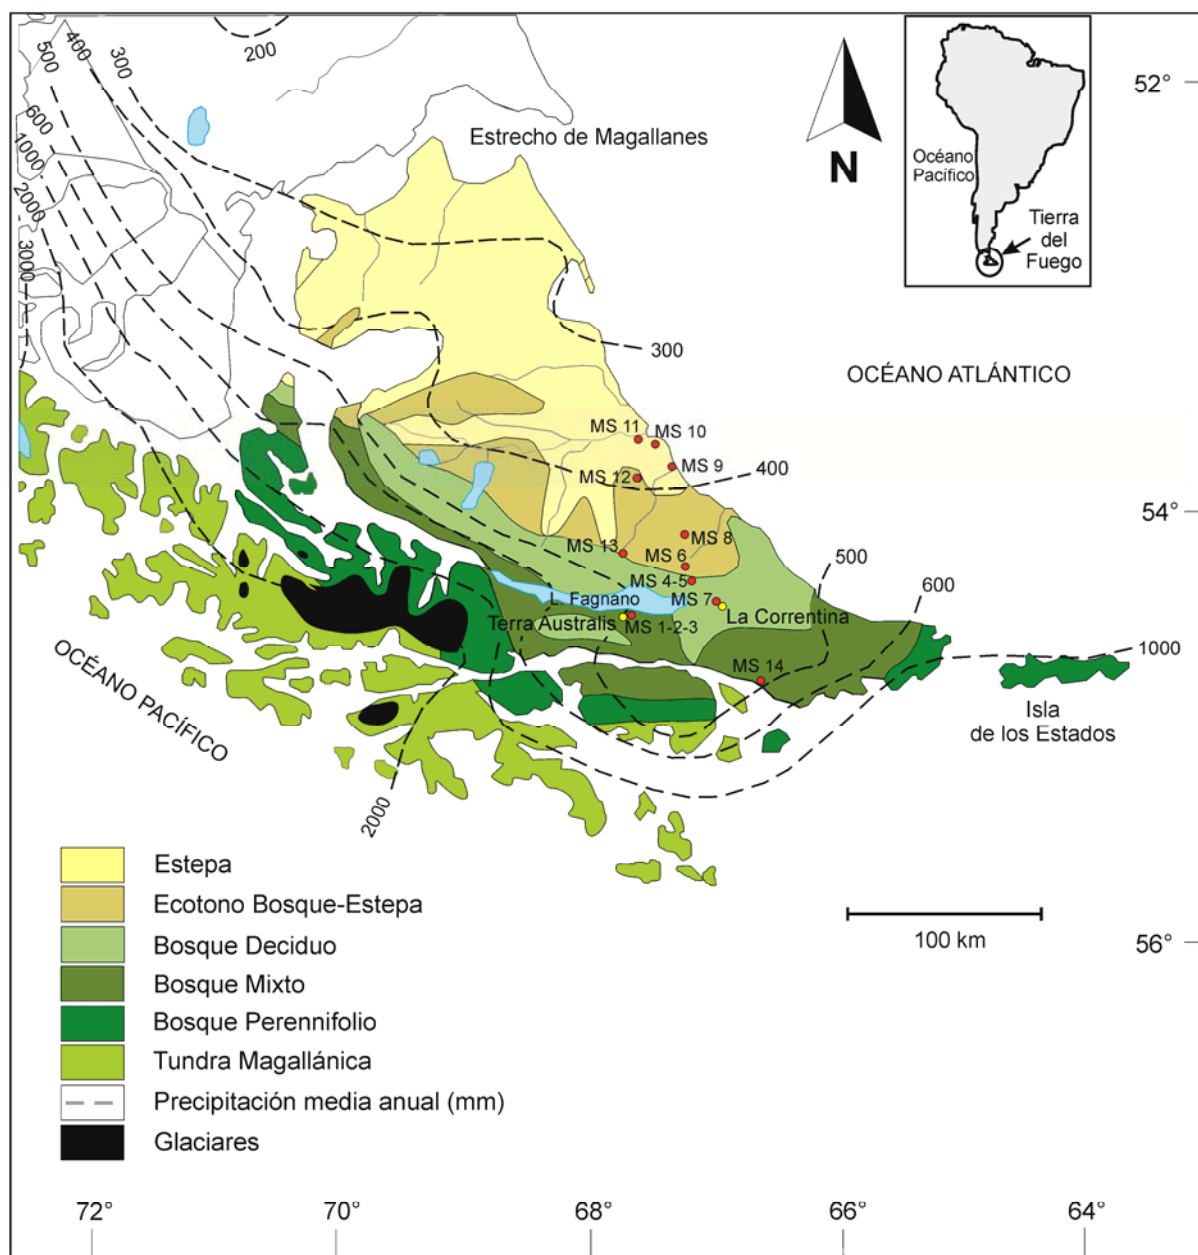 200
300
400
500
600
1000
2000
3000
52°
Estrecho de Magallanes
N
Océano
Pacífico
Tierra
del
Fuego
300
OCÉANO ATLÁNTICO
MS 11
MS 10
MS 9
400
MS 12
54°
MS 8
MS 13
MS 6
500
MS 4-5
600
L. Fagnano
MS 7
La Correntina
Terra Australis
MS 1-2-3
1000
MS 14
OCÉANO PACÍFICO
Isla
de los Estados
2000
Estepa
Ecotono Bosque-Estepa
Bosque Deciduo
Bosque Mixto
Bosque Perennifolio
Tundra Magallánica
Precipitación media anual (mm)
Glaciares
100 km
56°
72°
70°
68°
66°
64°